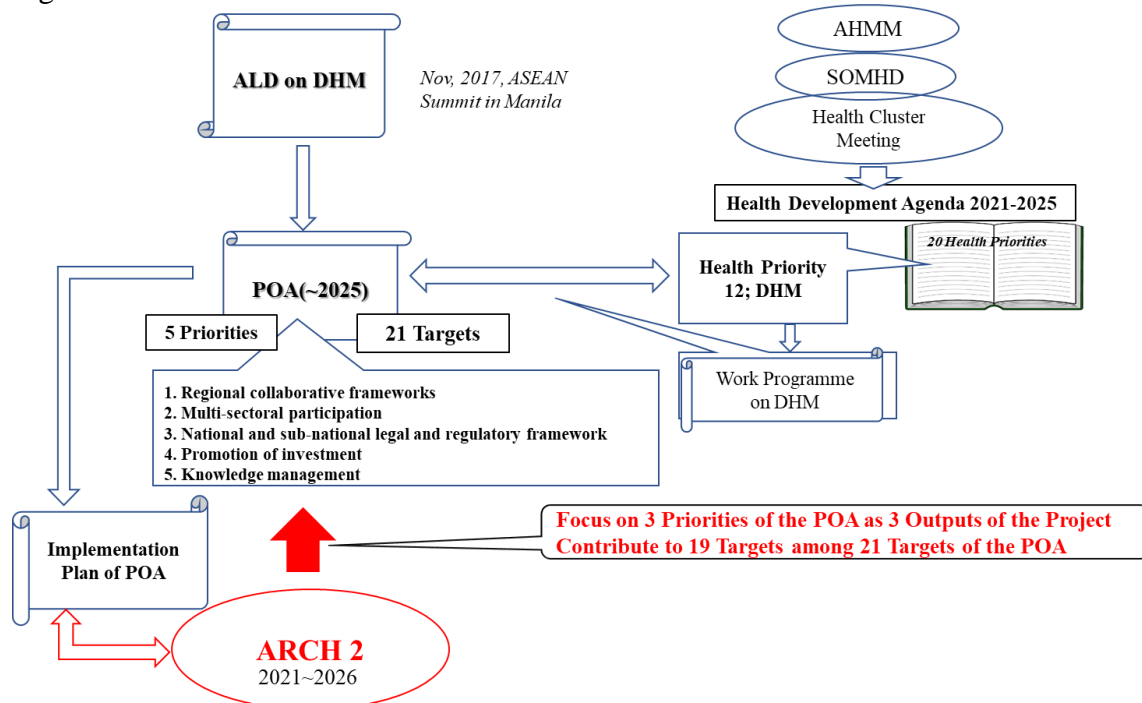 ALD on DHM
Nov, 2017, ASEAN
Summit in Manila
AHMM
SOMHD
Health Cluster
Meeting
Health Development Agenda 2021-2025
20 Health Priorities
Health Priority
12; DHM
POA(~2025)
5 Priorities
21 Targets
Work Programme
on DHM
1. Regional collaborative frameworks
2. Multi-sectoral participation
3. National and sub-national legal and regulatory framework
4. Promotion of investment
5. Knowledge management
Implementation
Plan of POA
Focus on 3 Priorities of the POA as 3 Outputs of the Project
Contribute to 19 Targets among 21 Targets of the POA
ARCH 2
2021~2026